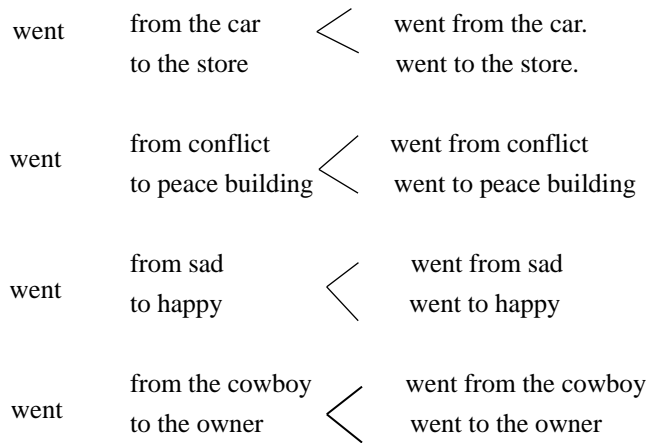 from the car went from the car.
went
to the store went to the store.
from conflict went from conflict
went
to peace building went to peace building
from sad went from sad
went
to happy went to happy
from the cowboy went from the cowboy
went
to the owner went to the owner